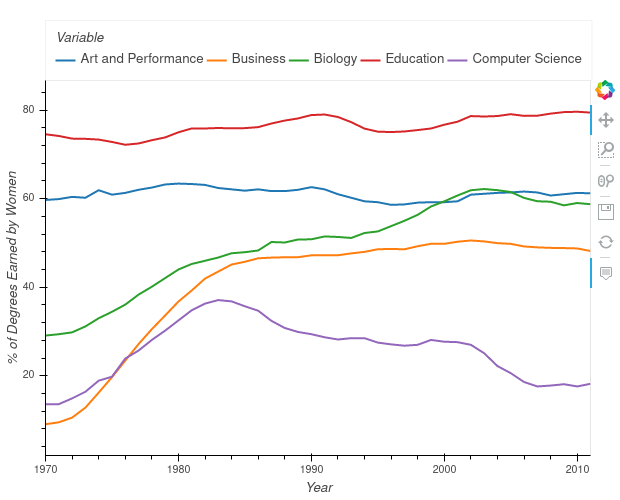 Variable
Art and Performance Business Biology Education Computer Science
80
60
40
20
% of Degrees Earned by Women
1970 1980 1990 2000 2010
Year